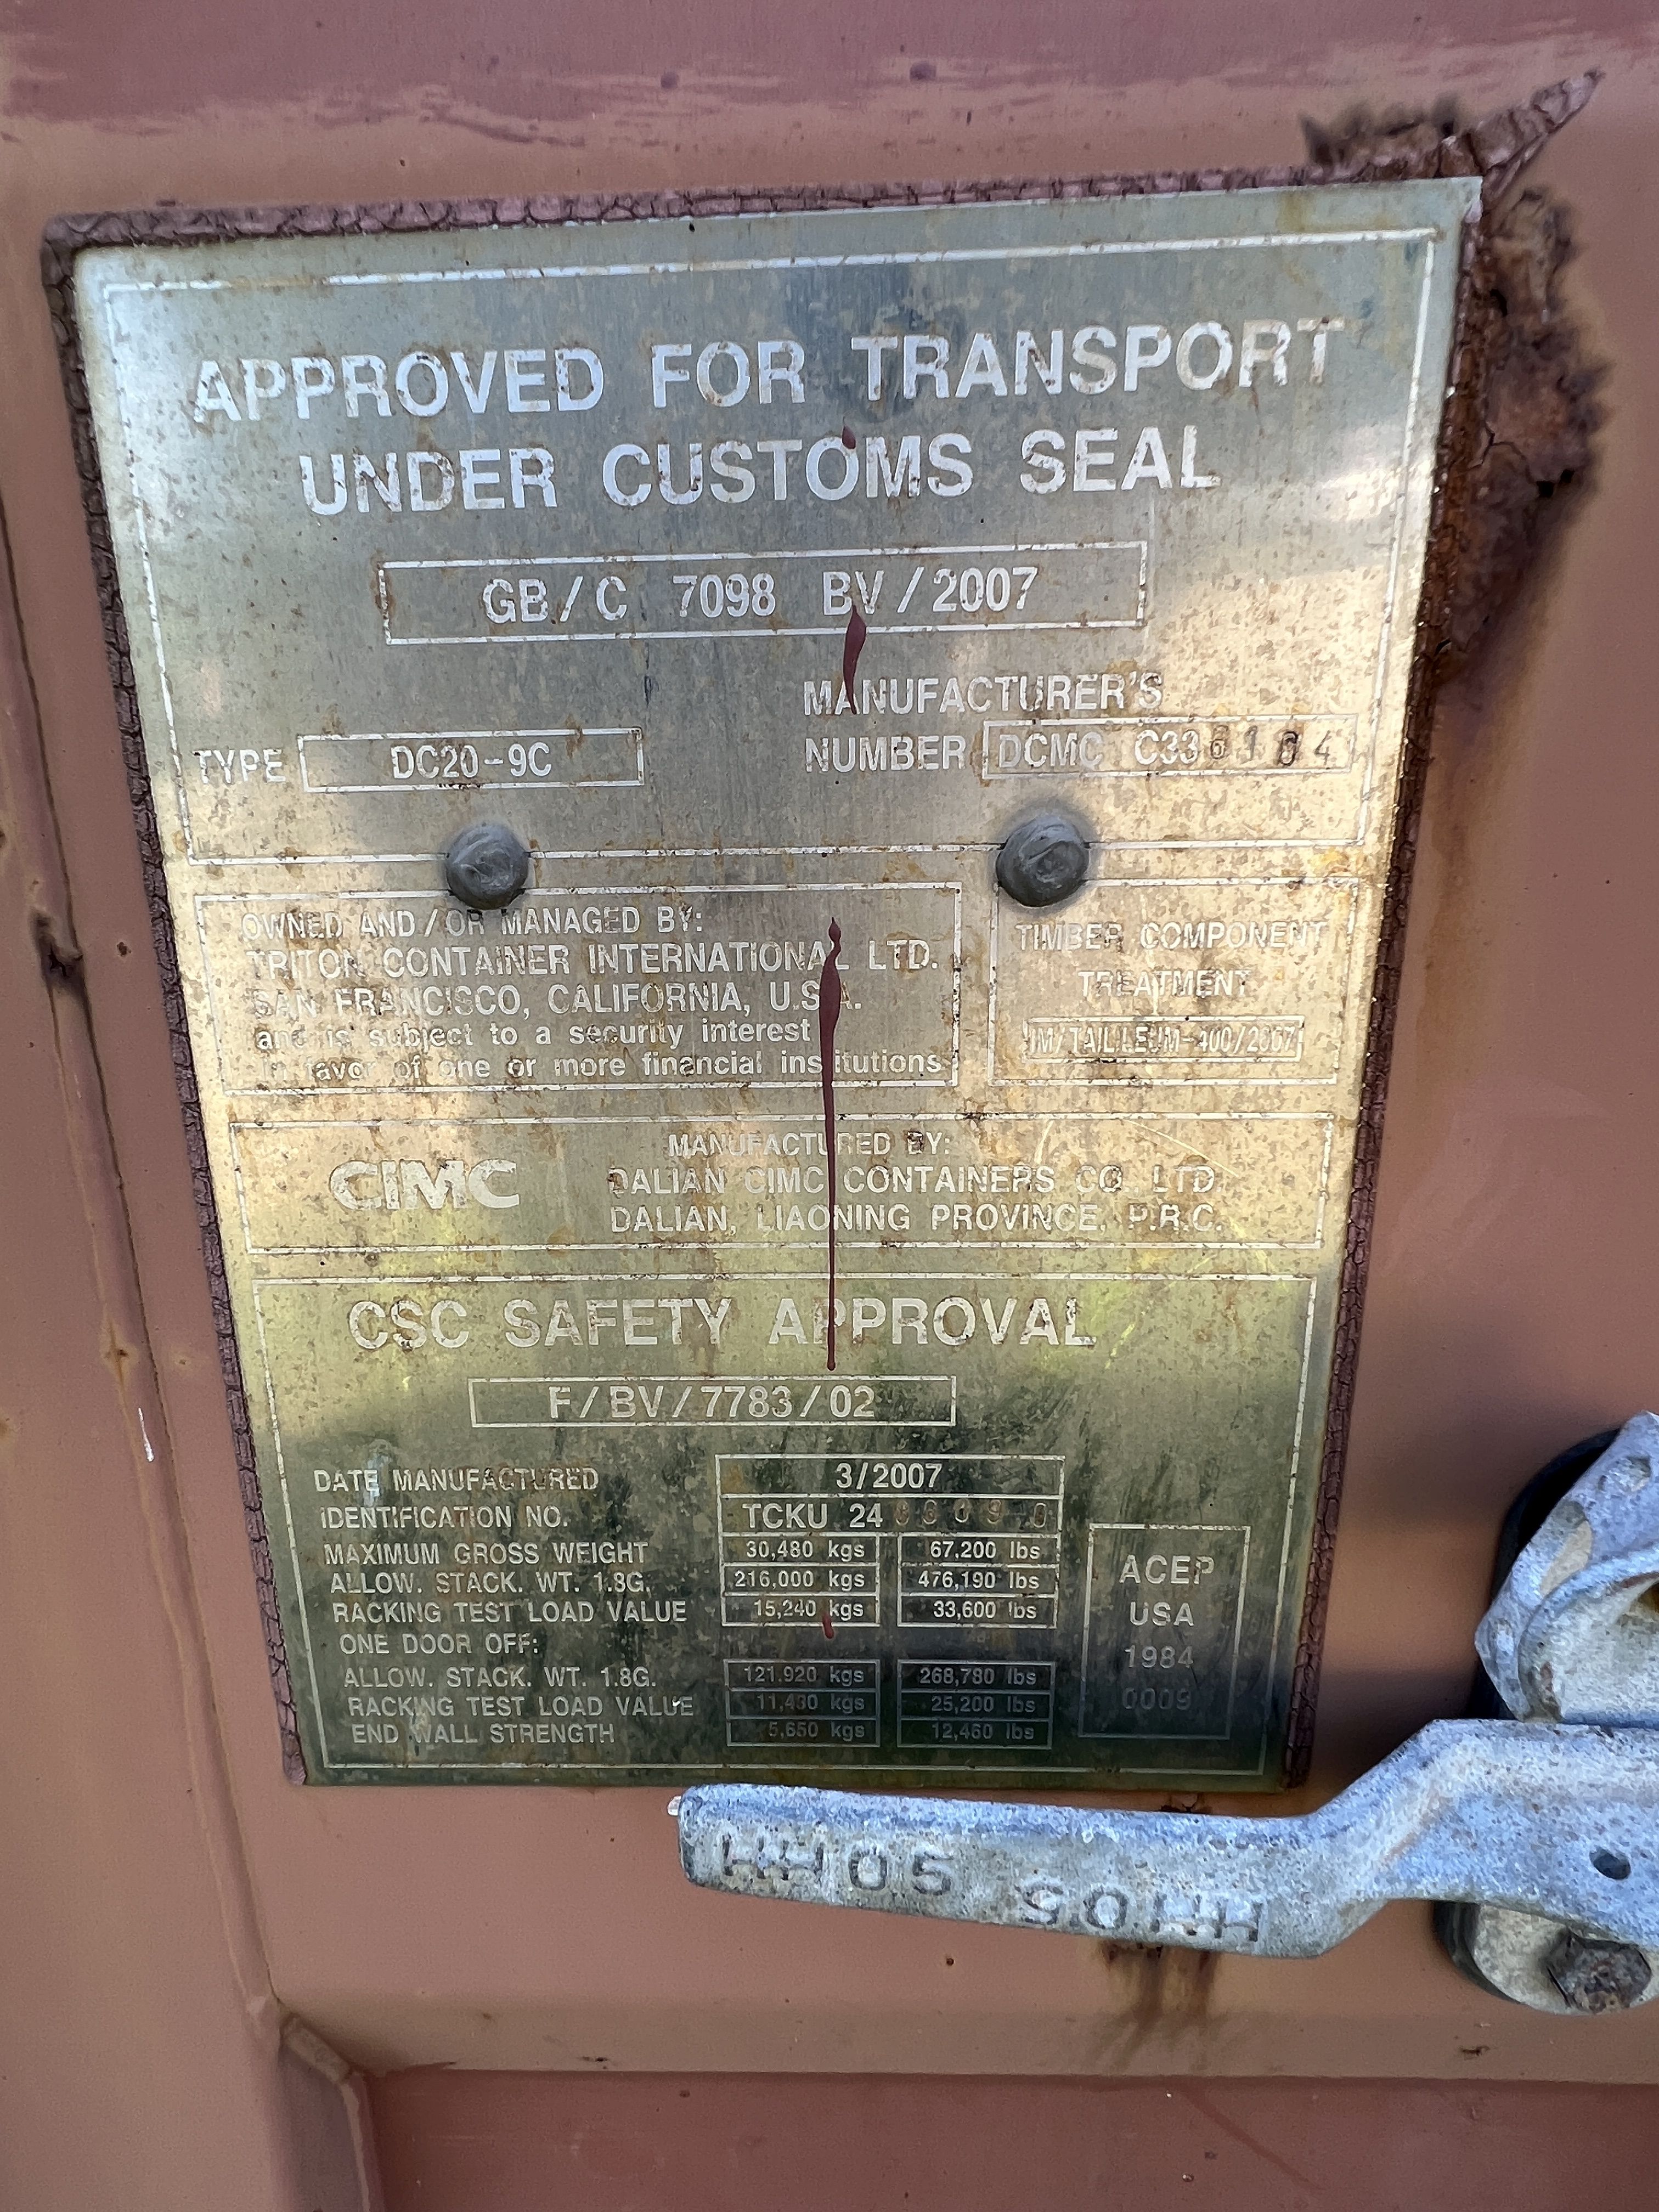 APPROVED FOR TRANSPORT
UNDER CUSTOMS SEAL
GB/C 7098 BV/2007
MANUFACTURER'S
TYPE DC20-9C NUMBER DCMC
OWNED AND/OR MANAGED BY:
TRITON CONTAINER INTERNATIONAL LTD.
SAN FRANCISCO, CALIFORNIA, U.S.A.
and is subject to a security interest
in favor of one or more financial institutions
TIMBER COMPONENT
TREATMENT
IM/TAILLEUM-400/2007
CIMC
MANUFACTURED BY:
DALIAN CIMC CONTAINERS CO. LTD.
DALIAN, LIAONING PROVINCE, P.R.C.
CSC SAFETY APPROVAL
F/BV/7783/02
DATE MANUFACTURED 3/2007
IDENTIFICATION NO. TCKU
MAXIMUM GROSS WEIGHT 30,480 kgs 67,200 lbs
ALLOW. STACK. WT. 1.8G. 216,000 kgs 476,190 lbs
RACKING TEST LOAD VALUE 15,240 kgs 33,600 lbs
ONE DOOR OFF:
ALLOW. STACK. WT. 1.8G. 121.920 kgs 268,780 lbs
RACKING TEST LOAD VALUE 11,430 kgs 25,200 lbs
END WALL STRENGTH 5,650 kgs 12,460 lbs
ACEP
USA
1984
0009
HH05 HH05